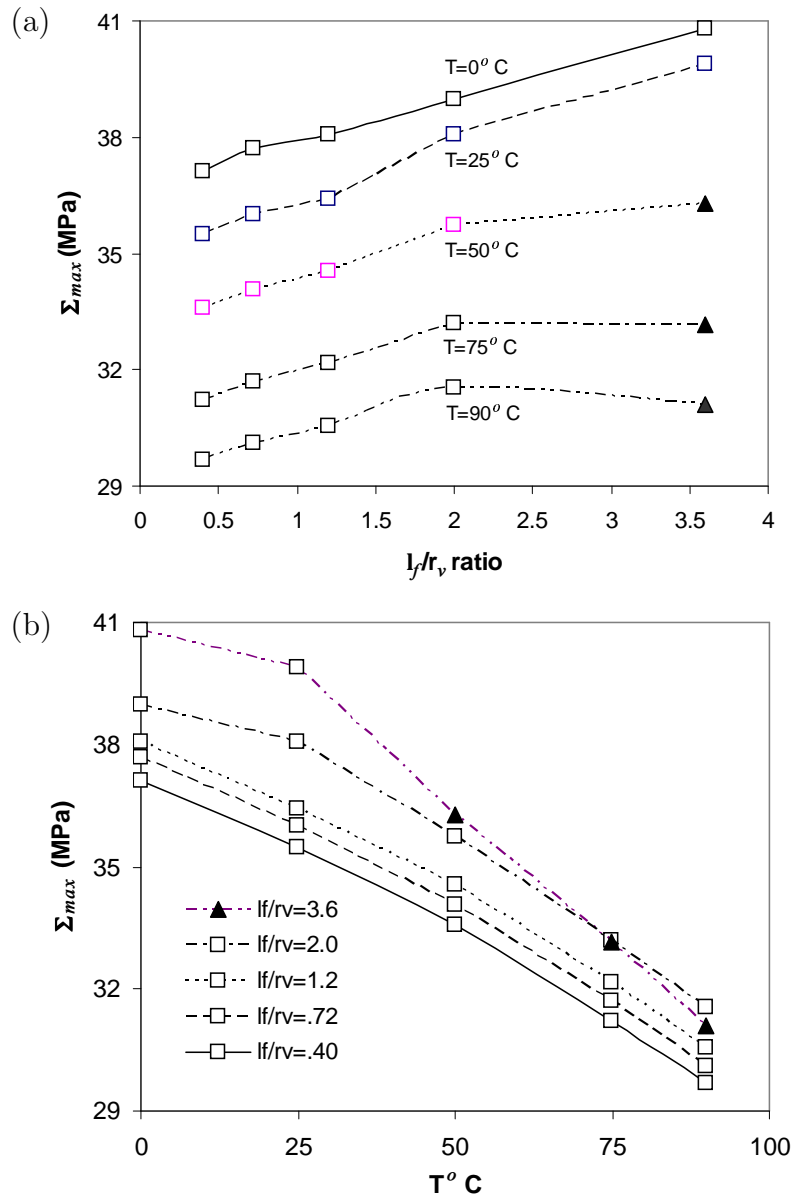 (a)
41
38
35
32
29
Σmax (MPa)
T=0° C
T=25° C
T=50° C
T=75° C
T=90° C
0 0.5 1 1.5 2 2.5 3 3.5 4
lf/rv ratio
(b)
41
38
35
32
29
Σmax (MPa)
lf/rv=3.6
lf/rv=2.0
lf/rv=1.2
lf/rv=.72
lf/rv=.40
0 25 50 75 100
T° C